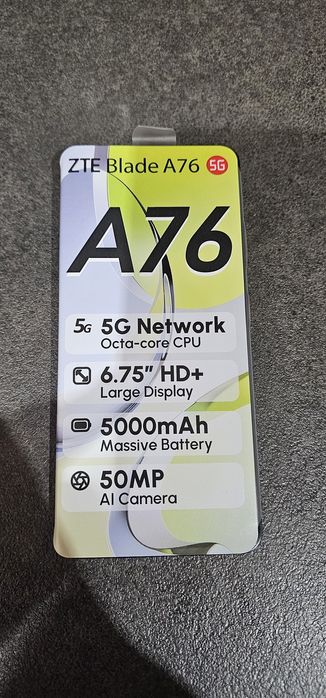 ZTE Blade A76 5G
A76
5G 5G Network
Octa-core CPU
6.75” HD+
Large Display
5000mAh
Massive Battery
50MP
AI Camera